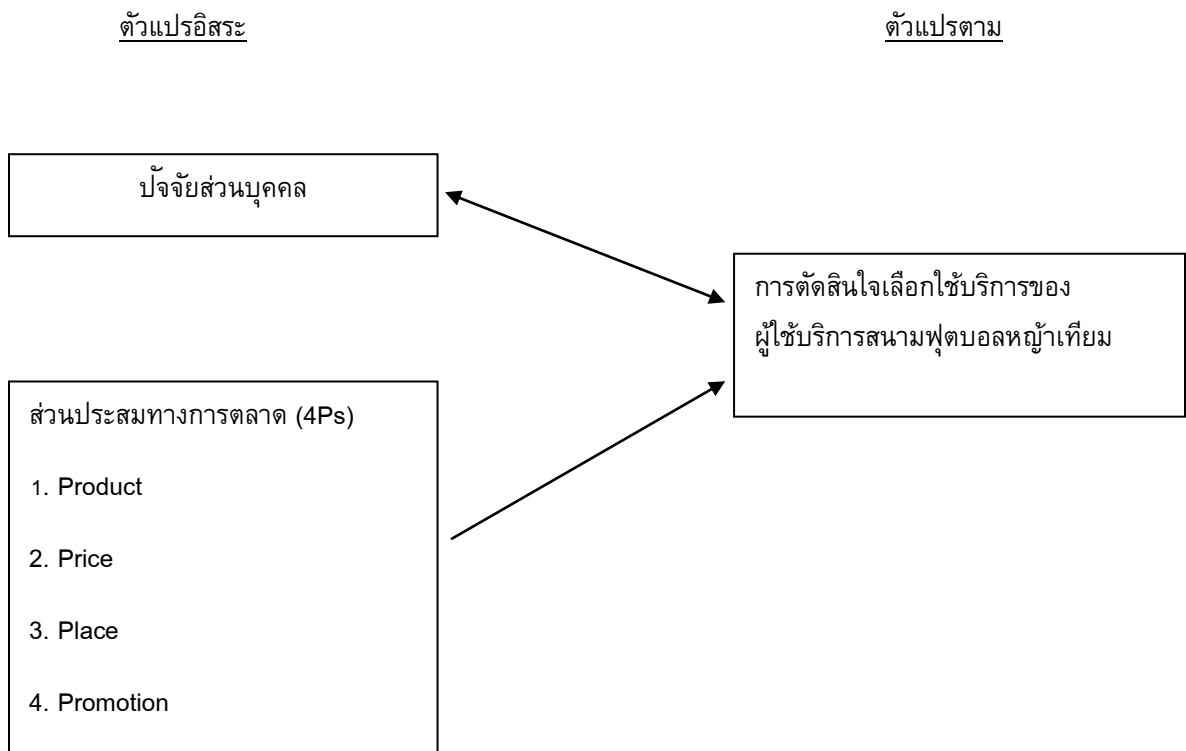 ตัวแปรอิสระ
ตัวแปรตาม
ปัจจัยส่วนบุคคล
การตัดสินใจเลือกใช้บริการของ
ผู้ใช้บริการสนามฟุตบอลหญ้าเทียม
ส่วนประสมทางการตลาด (4Ps)
1. Product
2. Price
3. Place
4. Promotion